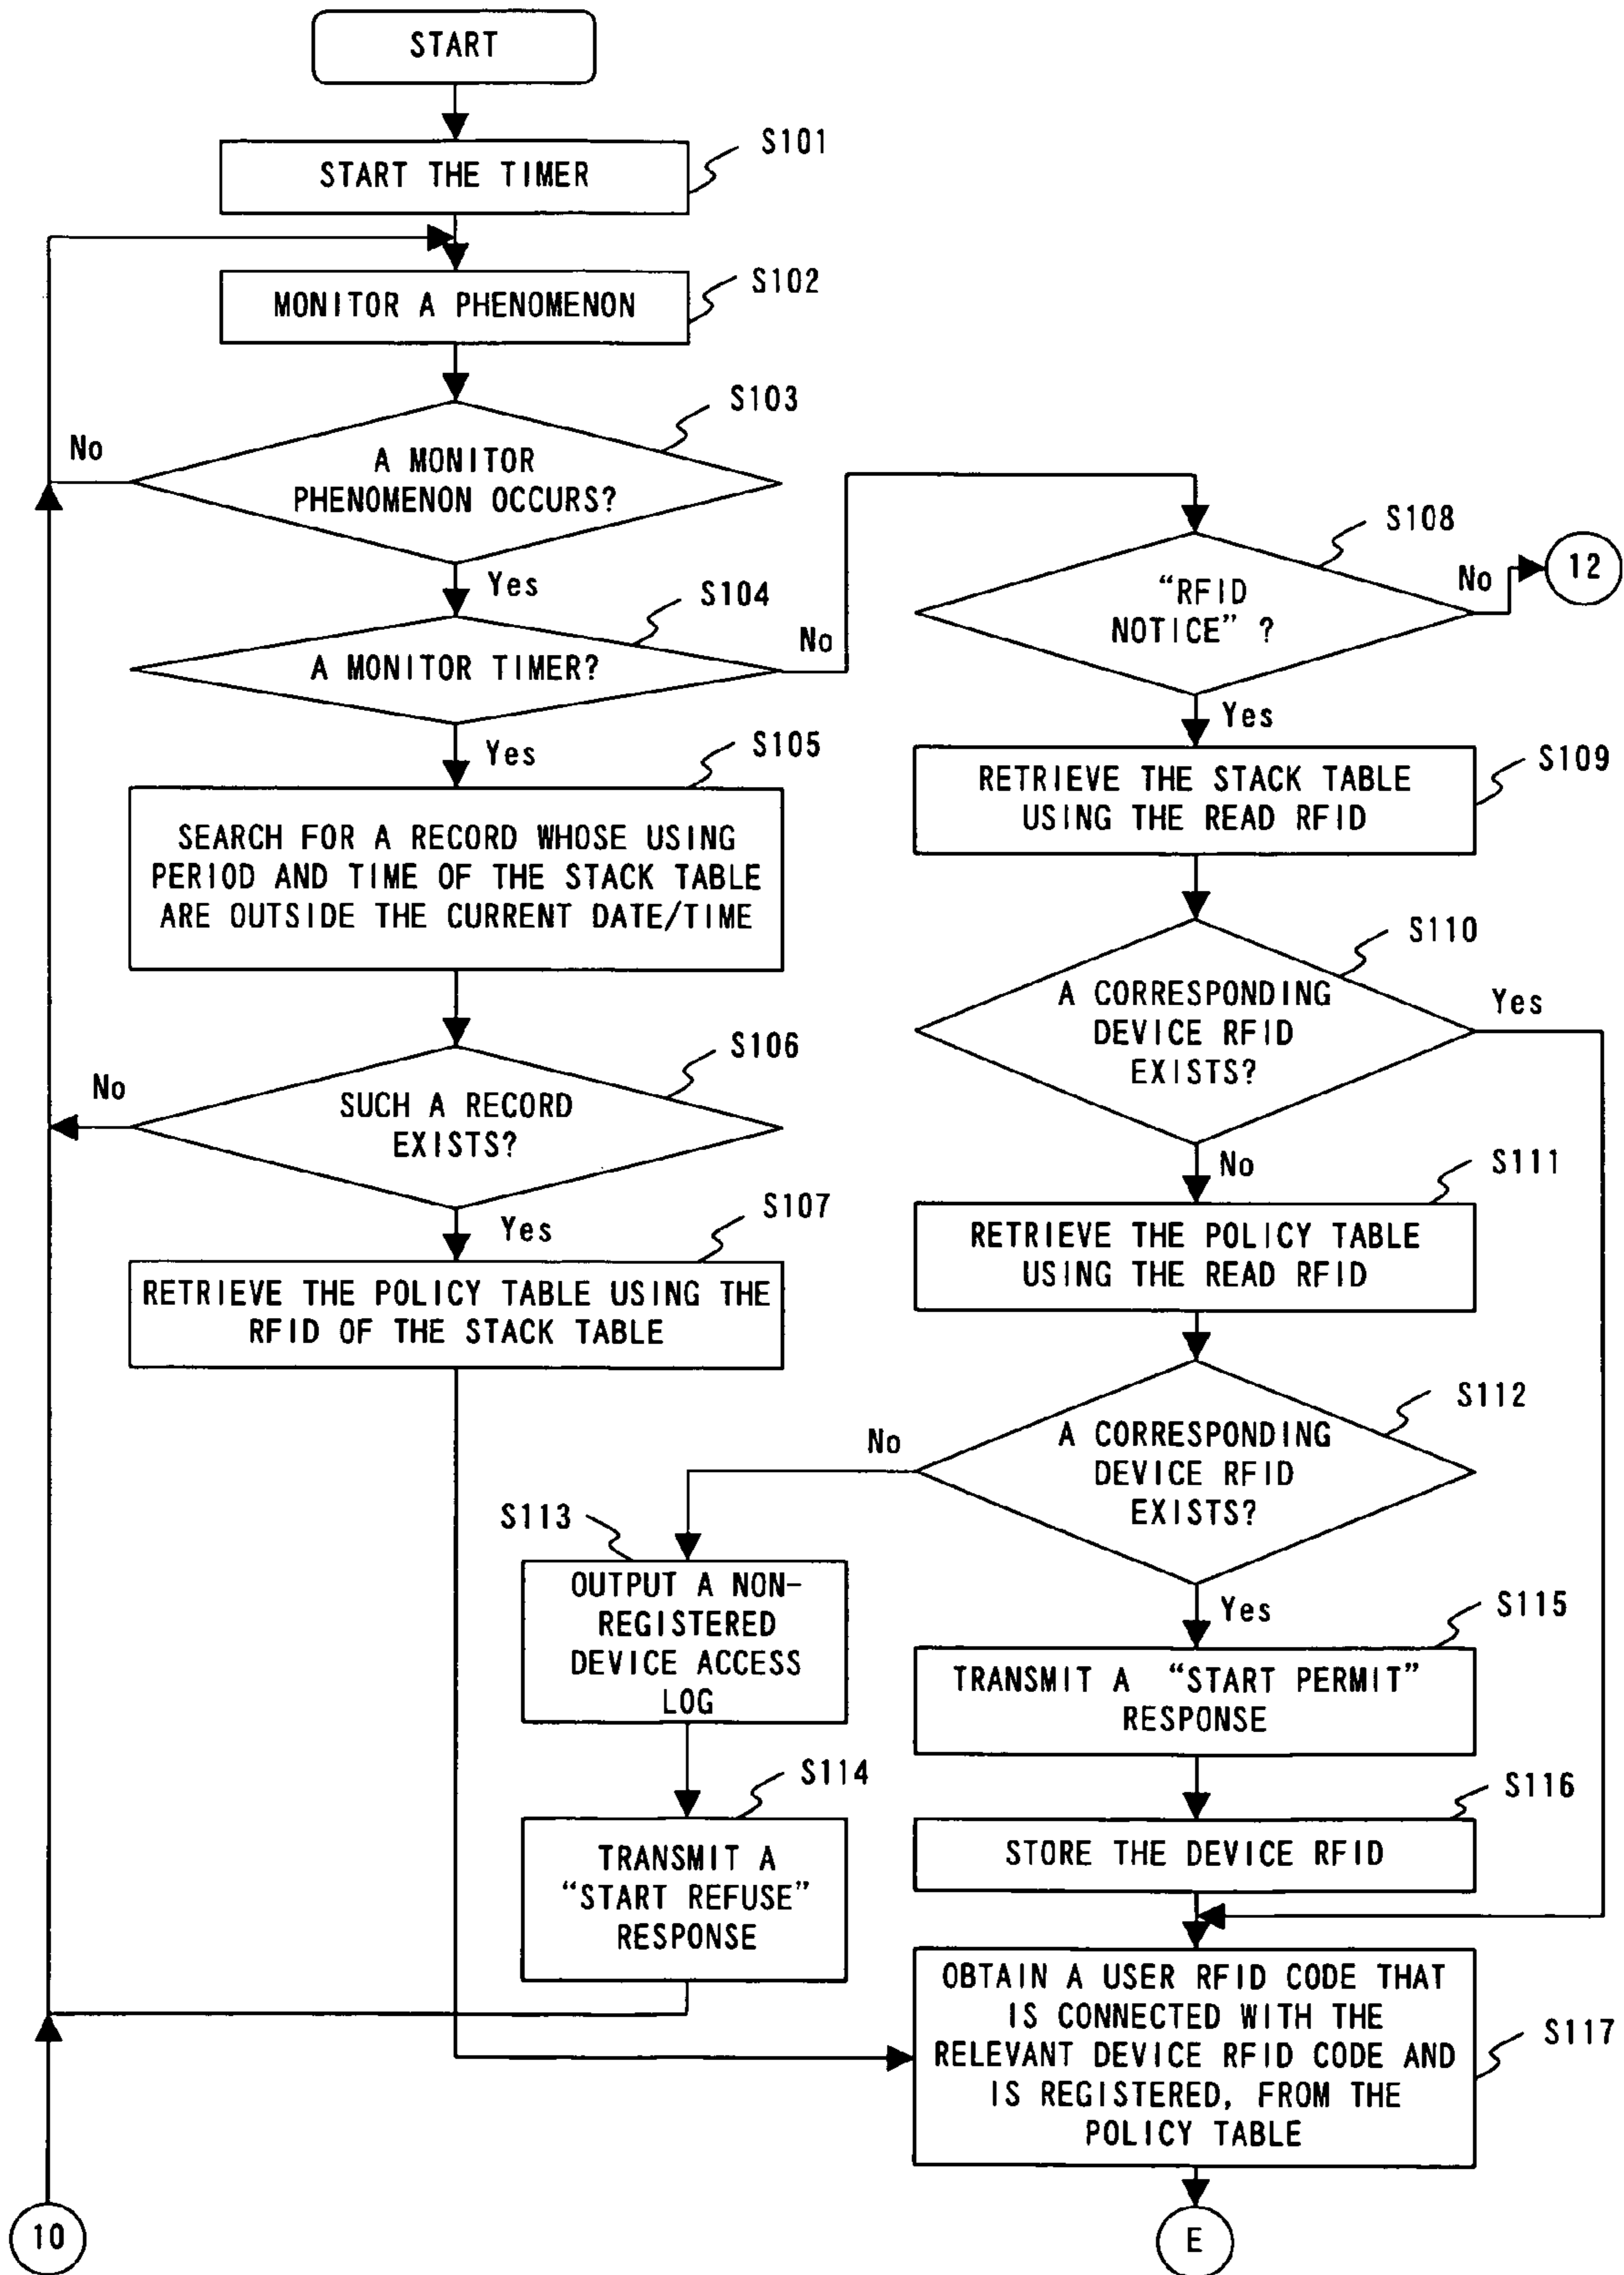 START
S101
START THE TIMER
S102
MONITOR A PHENOMENON
S103
No
A MONITOR
PHENOMENON OCCURS?
Yes
S104
A MONITOR TIMER?
No
Yes
S105
SEARCH FOR A RECORD WHOSE USING
PERIOD AND TIME OF THE STACK TABLE
ARE OUTSIDE THE CURRENT DATE/TIME
S106
No
SUCH A RECORD
EXISTS?
Yes
S107
RETRIEVE THE POLICY TABLE USING THE
RFID OF THE STACK TABLE
S108
"RFID
NOTICE" ?
No
12
Yes
S109
RETRIEVE THE STACK TABLE
USING THE READ RFID
S110
A CORRESPONDING
DEVICE RFID
EXISTS?
Yes
No
S111
RETRIEVE THE POLICY TABLE
USING THE READ RFID
S112
A CORRESPONDING
DEVICE RFID
EXISTS?
No
S113
OUTPUT A NON-
REGISTERED
DEVICE ACCESS
LOG
S114
TRANSMIT A
"START REFUSE"
RESPONSE
Yes
S115
TRANSMIT A "START PERMIT"
RESPONSE
S116
STORE THE DEVICE RFID
S117
OBTAIN A USER RFID CODE THAT
IS CONNECTED WITH THE
RELEVANT DEVICE RFID CODE AND
IS REGISTERED, FROM THE
POLICY TABLE
10
E